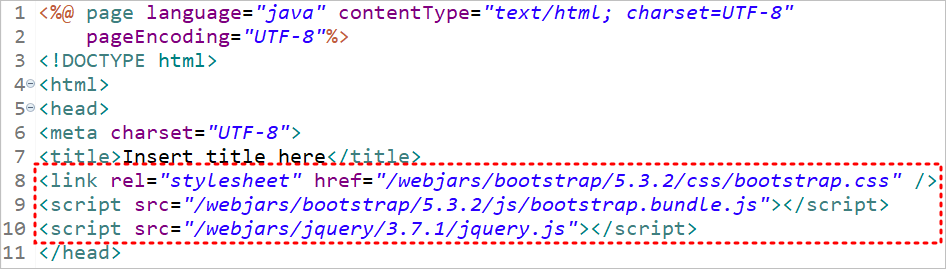 1 <%@ page language="java" contentType="text/html; charset=UTF-8"
2     pageEncoding="UTF-8"%>
3 <!DOCTYPE html>
4 <html>
5 <head>
6 <meta charset="UTF-8">
7 <title>Insert title here</title>
8 <link rel="stylesheet" href="/webjars/bootstrap/5.3.2/css/bootstrap.css" />
9 <script src="/webjars/bootstrap/5.3.2/js/bootstrap.bundle.js"></script>
10 <script src="/webjars/jquery/3.7.1/jquery.js"></script>
11 </head>